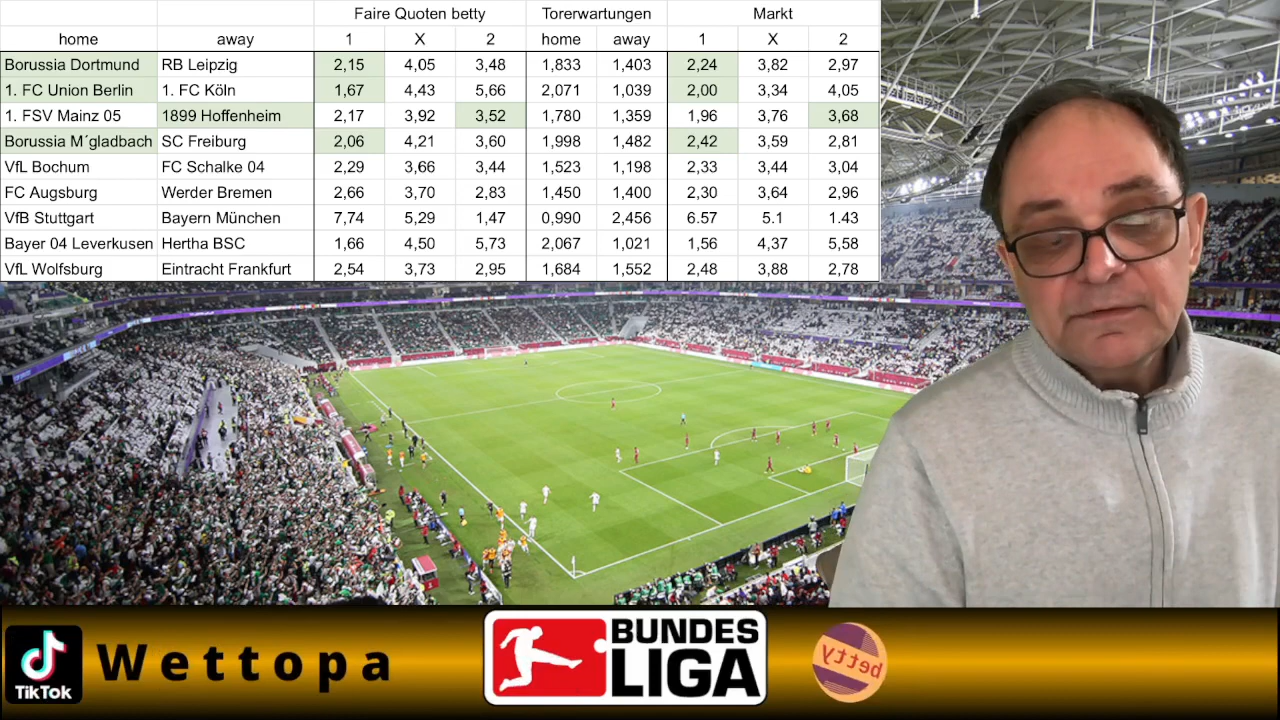 Faire Quoten betty Torerwartungen Markt
home away 1 X 2 home away 1 X 2
Borussia Dortmund RB Leipzig 2,15 4,05 3,48 1,833 1,403 2,24 3,82 2,97
1. FC Union Berlin 1. FC Köln 1,67 4,43 5,66 2,071 1,039 2,00 3,34 4,05
1. FSV Mainz 05 1899 Hoffenheim 2,17 3,92 3,52 1,780 1,359 1,96 3,76 3,68
Borussia M´gladbach SC Freiburg 2,06 4,21 3,60 1,998 1,482 2,42 3,59 2,81
VfL Bochum FC Schalke 04 2,29 3,66 3,44 1,523 1,198 2,33 3,44 3,04
FC Augsburg Werder Bremen 2,66 3,70 2,83 1,450 1,400 2,30 3,64 2,96
VfB Stuttgart Bayern München 7,74 5,29 1,47 0,990 2,456 6.57 5.1 1.43
Bayer 04 Leverkusen Hertha BSC 1,66 4,50 5,73 2,067 1,021 1,56 4,37 5,58
VfL Wolfsburg Eintracht Frankfurt 2,54 3,73 2,95 1,684 1,552 2,48 3,88 2,78
TikTok
Wettopa
BUNDES
LIGA
betty